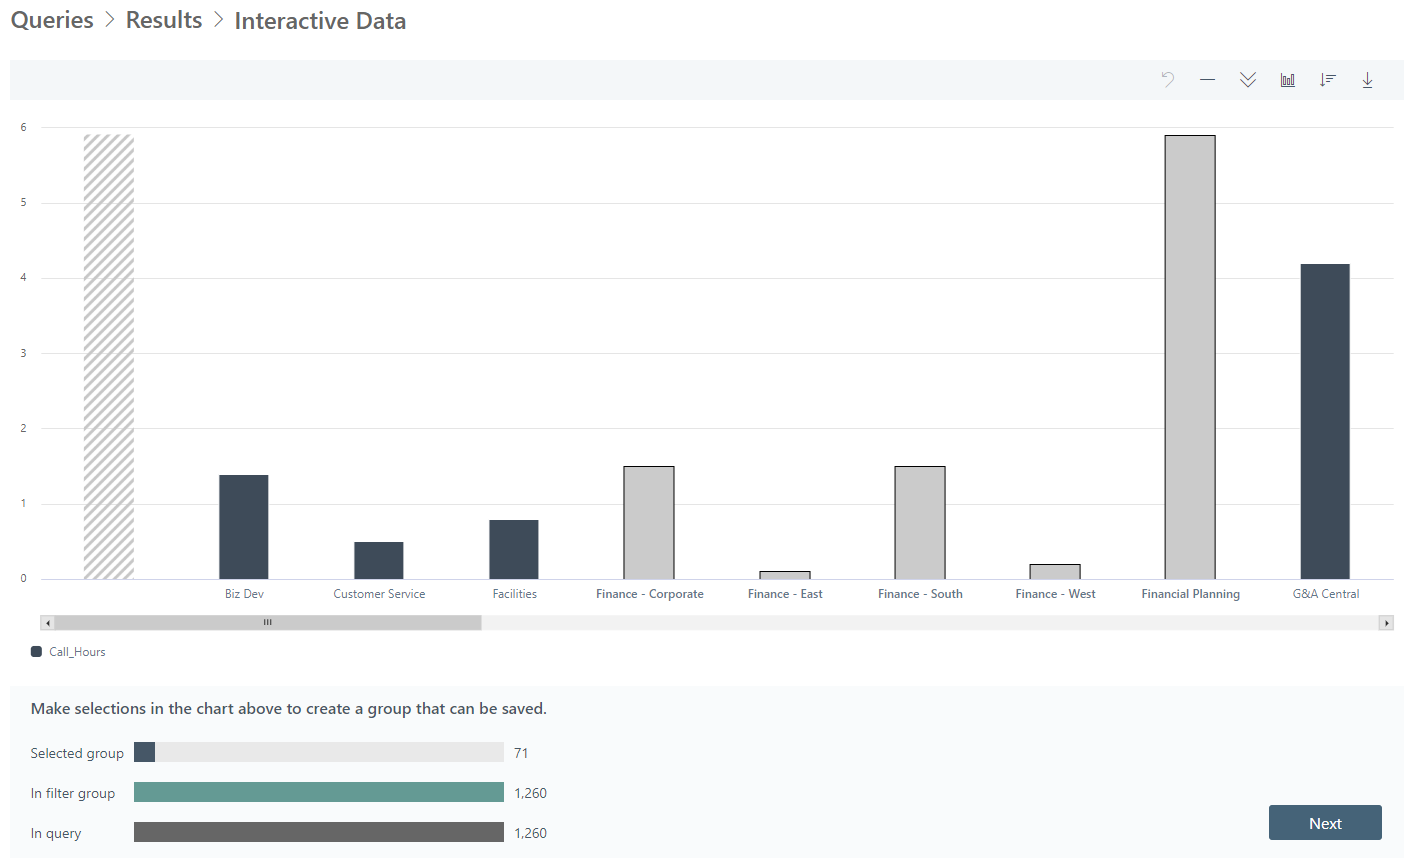 Queries > Results > Interactive Data
6
5
4
3
2
1
0
Biz Dev Customer Service Facilities Finance - Corporate Finance - East Finance - South Finance - West Financial Planning G&A Central
Call_Hours
Make selections in the chart above to create a group that can be saved.
Selected group 71
In filter group 1,260
In query 1,260
Next